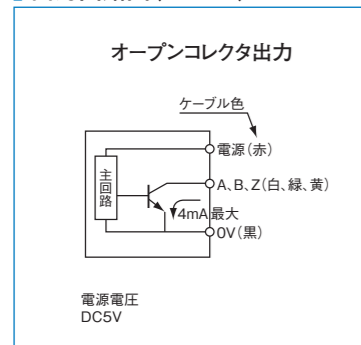 オープンコレクタ出力
ケーブル色
電源(赤)
主回路
A、B、Z(白、緑、黄)
4mA最大
0V(黒)
電源電圧
DC5V